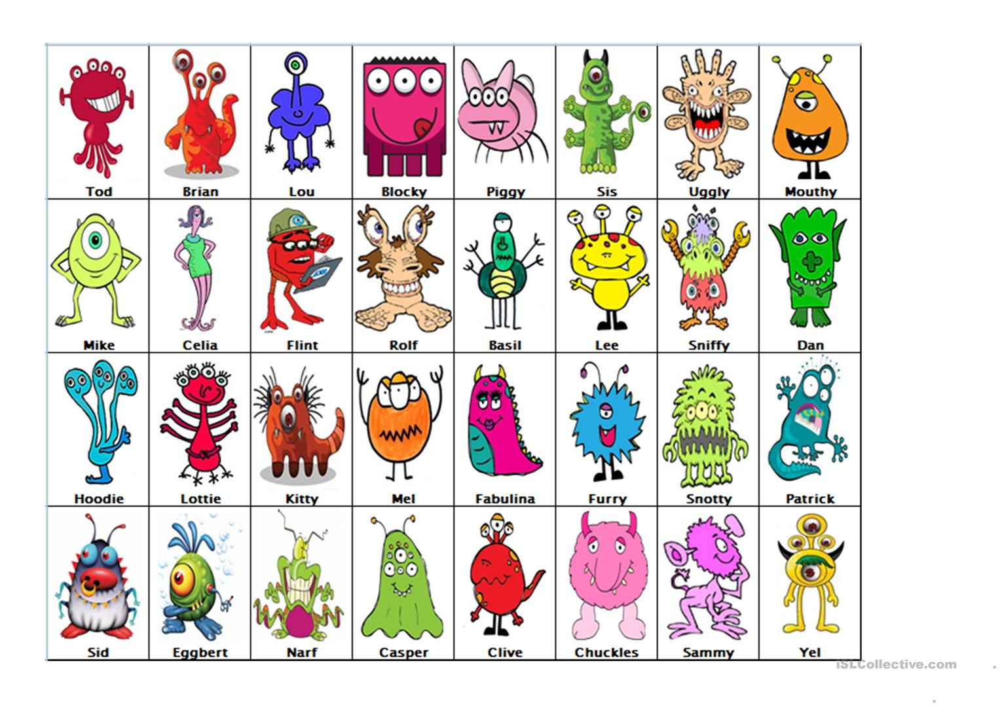 Tod Brian Lou Blocky Piggy Sis Uggly Mouthy
Mike Celia Flint Rolf Basil Lee Sniffy Dan
Hoodie Lottie Kitty Mel Fabulina Furry Snotty Patrick
Sid Eggbert Narf Casper Clive Chuckles Sammy Yel
iSLCollective.com